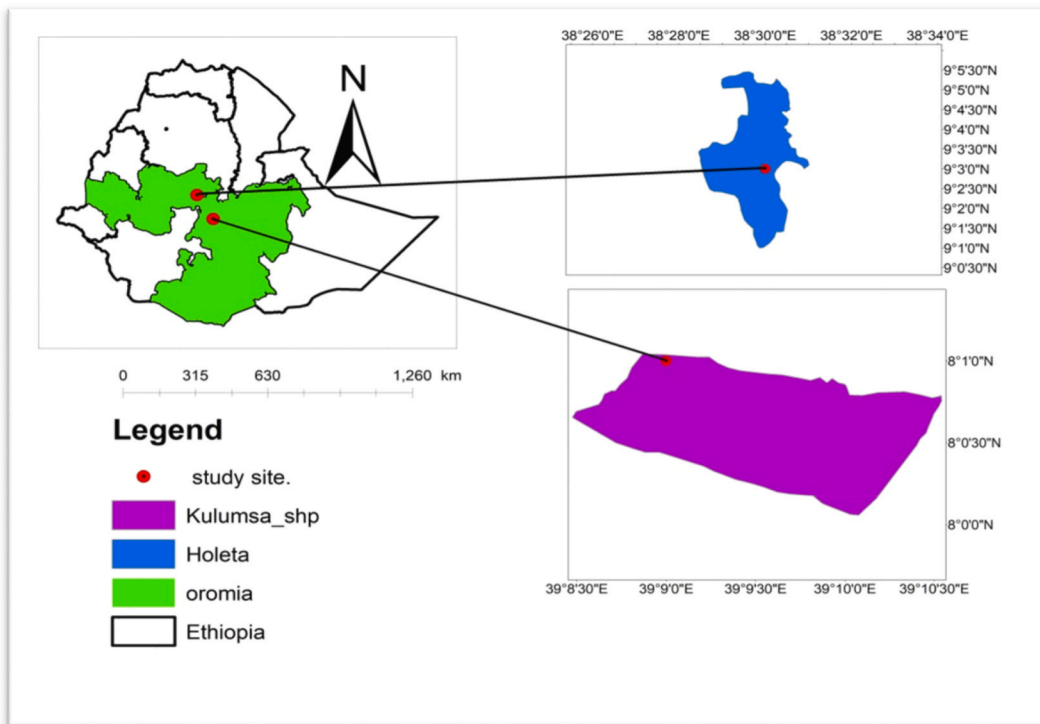 N
0 315 630 1,260 km
Legend
study site.
Kulumsa_shp
Holeta
oromia
Ethiopia
38°26'0"E 38°28'0"E 38°30'0"E 38°32'0"E 38°34'0"E
9°5'30"N
9°5'0"N
9°4'30"N
9°4'0"N
9°3'30"N
9°3'0"N
9°2'30"N
9°2'0"N
9°1'30"N
9°1'0"N
9°0'30"N
8°1'0"N
8°0'30"N
8°0'0"N
39°8'30"E 39°9'0"E 39°9'30"E 39°10'0"E 39°10'30"E